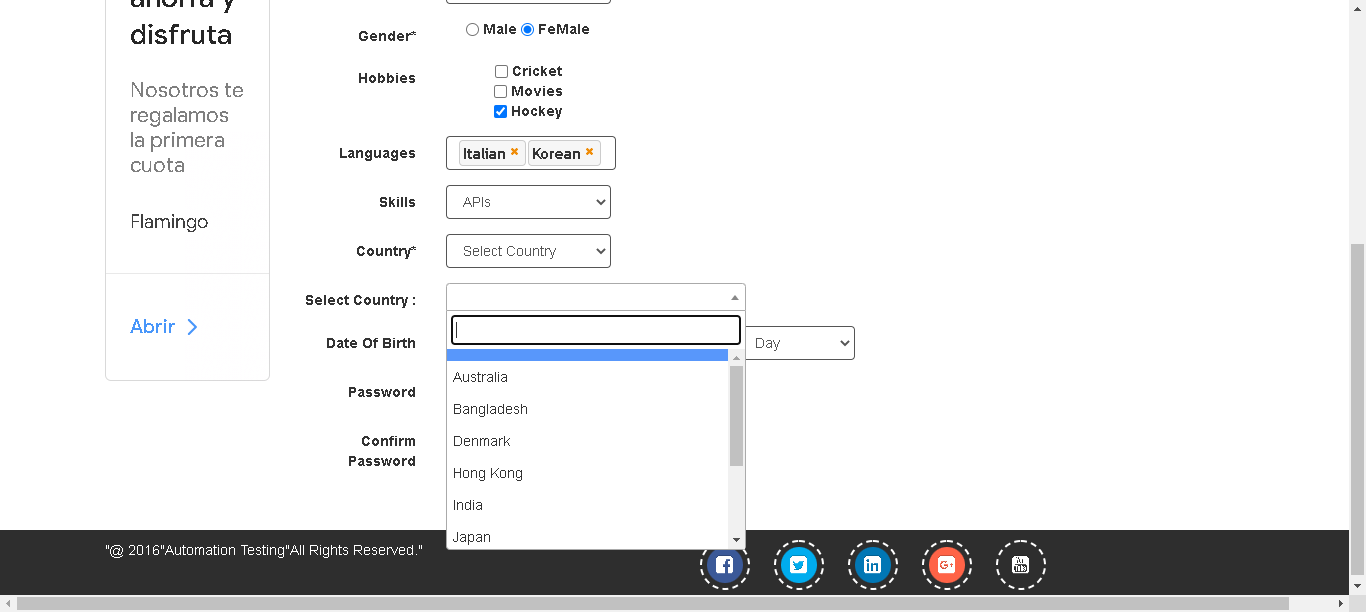 ahorra y
disfruta
Nosotros te
regalamos
la primera
cuota
Flamingo
Abrir
Gender*
Male FeMale
Hobbies
Cricket
Movies
Hockey
Languages
Italian Korean
Skills
APIs
Country*
Select Country
Select Country :
Date Of Birth
Day
Australia
Bangladesh
Denmark
Hong Kong
India
Japan
Password
Confirm
Password
"@ 2016"Automation Testing"All Rights Reserved."